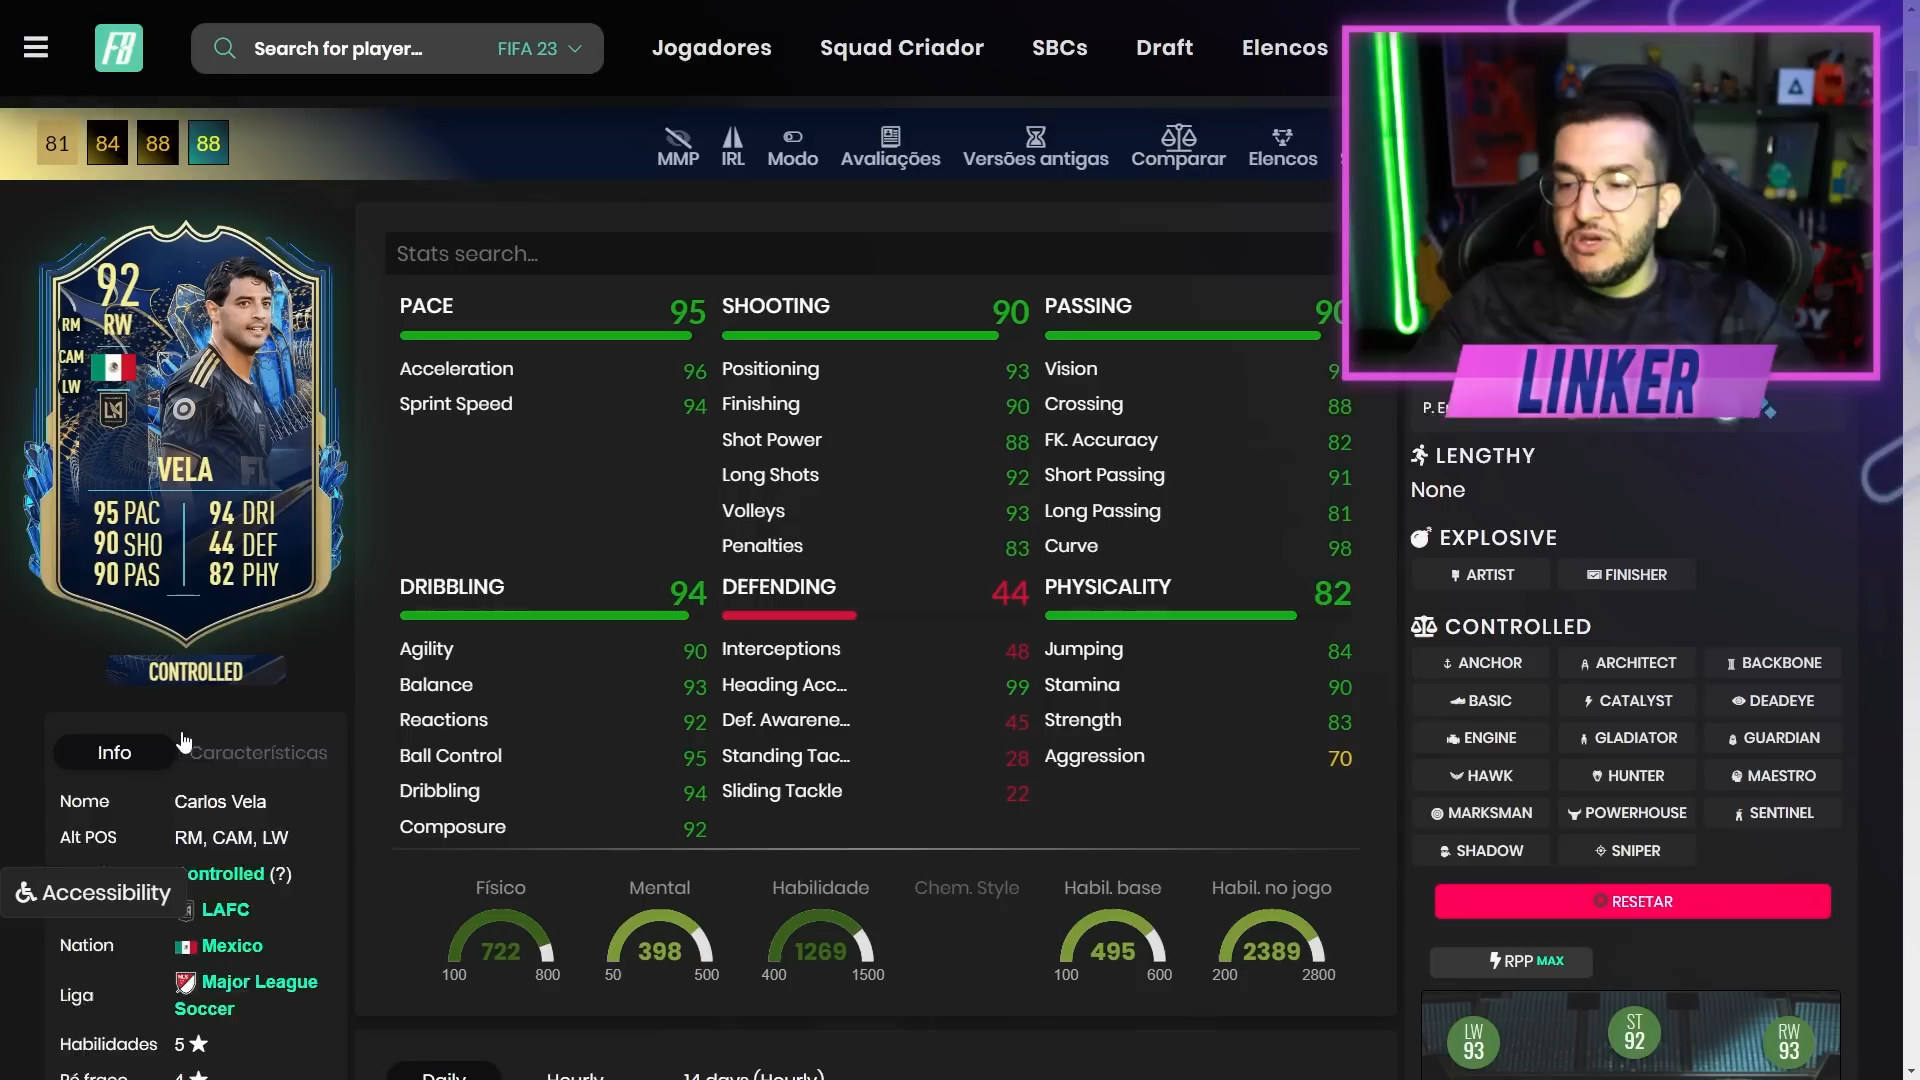 F8
Search for player...
FIFA 23
Jogadores
Squad Criador
SBCs
Draft
Elencos
81
84
88
88
MMP
IRL
Modo
Avaliações
Versões antigas
Comparar
Elencos
92
RW
RM
CAM
LW
VELA
95 PAC
94 DRI
90 SHO
44 DEF
90 PAS
82 PHY
CONTROLLED
Stats search...
PACE 95
Acceleration 96
Sprint Speed 94
SHOOTING 90
Positioning 93
Finishing 90
Shot Power 88
Long Shots 92
Volleys 93
Penalties 83
PASSING
Vision
Crossing 88
FK. Accuracy 82
Short Passing 91
Long Passing 81
Curve 98
DRIBBLING 94
Agility 90
Balance 93
Reactions 92
Ball Control 95
Dribbling 94
Composure 92
DEFENDING 44
Interceptions 48
Heading Acc... 99
Def. Awarene... 45
Standing Tac... 28
Sliding Tackle 22
PHYSICALITY 82
Jumping 84
Stamina 90
Strength 83
Aggression 70
Físico
722
100 800
Mental
398
50 500
Habilidade
1269
400 1500
Chem. Style
Habil. base
495
100 600
Habil. no jogo
2389
200 2800
Daily
Hourly
14 days (Hourly)
Info
Características
Nome Carlos Vela
Alt POS RM, CAM, LW
ontrolled (?)
Accessibility
LAFC
Nation Mexico
Liga Major League
Soccer
Habilidades 5
LINKER
LENGTHY
None
EXPLOSIVE
ARTIST
FINISHER
CONTROLLED
ANCHOR
ARCHITECT
BACKBONE
BASIC
CATALYST
DEADEYE
ENGINE
GLADIATOR
GUARDIAN
HAWK
HUNTER
MAESTRO
MARKSMAN
POWERHOUSE
SENTINEL
SHADOW
SNIPER
RESETAR
RPP MAX
LW
93
ST
92
RW
93